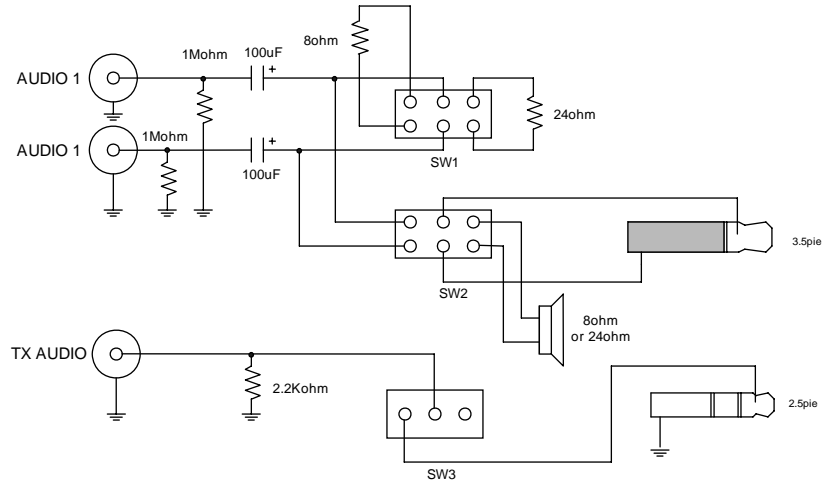 8ohm
1Mohm
100uF
+
AUDIO 1
24ohm
1Mohm
+
AUDIO 1
SW1
100uF
3.5pie
SW2
8ohm
or 24ohm
TX AUDIO
2.2Kohm
2.5pie
SW3